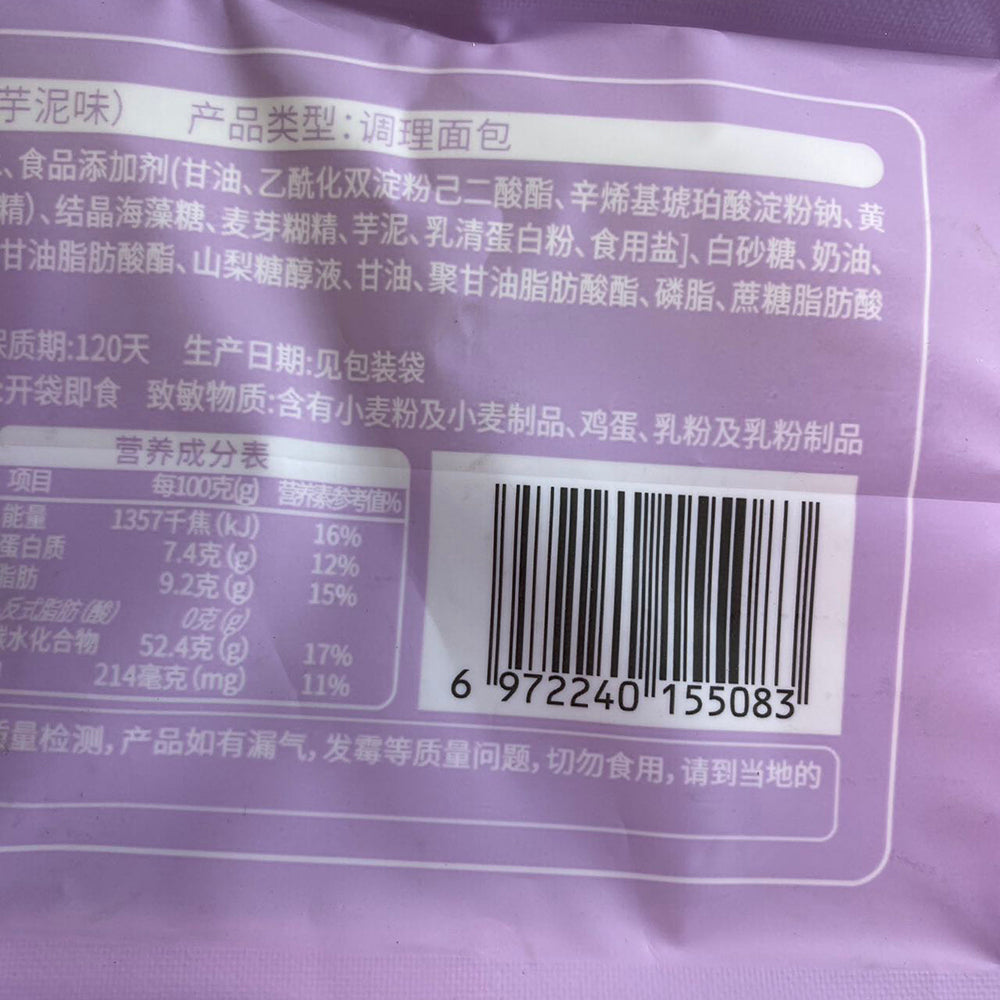 芋泥味） 产品类型：调理面包
、食品添加剂(甘油、乙酰化双淀粉己二酸酯、辛烯基琥珀酸淀粉钠、黄
精）、结晶海藻糖、麦芽糊精、芋泥、乳清蛋白粉、食用盐]、白砂糖、奶油、
甘油脂肪酸酯、山梨糖醇液、甘油、聚甘油脂肪酸酯、磷脂、蔗糖脂肪酸
保质期:120天 生产日期:见包装袋
:开袋即食 致敏物质:含有小麦粉及小麦制品、鸡蛋、乳粉及乳粉制品
营养成分表
项目 每100克(g) 营养素参考值%
能量 1357千焦(kJ) 16%
蛋白质 7.4克(g) 12%
脂肪 9.2克(g) 15%
反式脂肪(酸) 0克(g)
碳水化合物 52.4克(g) 17%
214毫克(mg) 11%
6 972240 155083
质量检测,产品如有漏气,发霉等质量问题,切勿食用,请到当地的